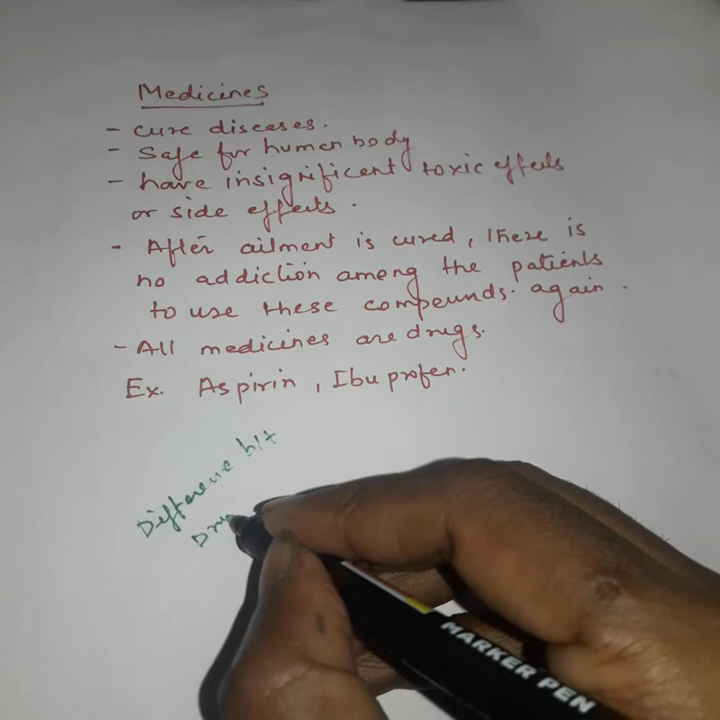 Medicines
- cure diseases.
- Safe for human body
- have insignificant toxic effects
or side effects.
- After ailment is cured, there is
no addiction among the patients
to use these compounds. again.
- All medicines are drugs.
Ex. Aspirin, Ibuprofen.
Difference b/t
Dru
MARKER PEN